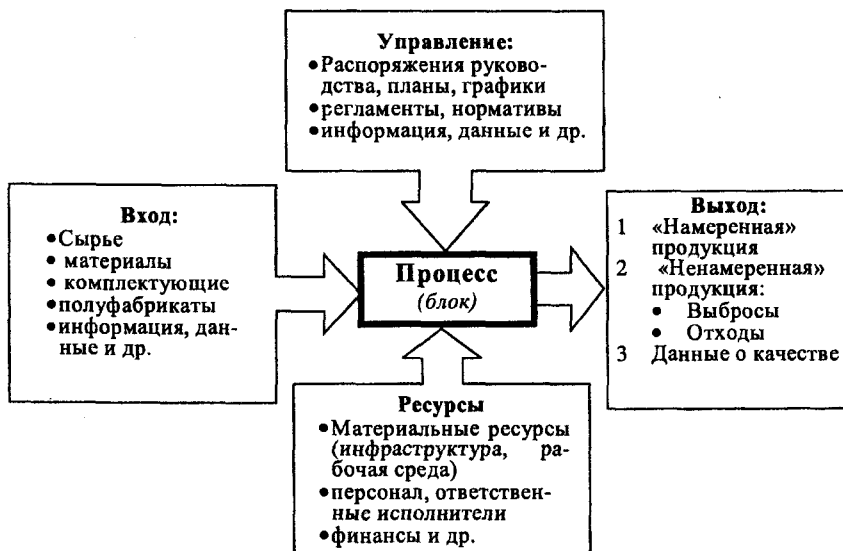 Управление:
•Распоряжения руково-
дства, планы, графики
•регламенты, нормативы
•информация, данные и др.
Вход:
•Сырье
• материалы
• комплектующие
•полуфабрикаты
•информация, дан-
ные и др.
Процесс
(блок)
Выход:
1 «Намеренная»
продукция
2 «Ненамеренная»
продукция:
• Выбросы
• Отходы
3 Данные о качестве
Ресурсы
•Материальные ресурсы
(инфраструктура, ра-
бочая среда)
•персонал, ответствен-
ные исполнители
•финансы и др.